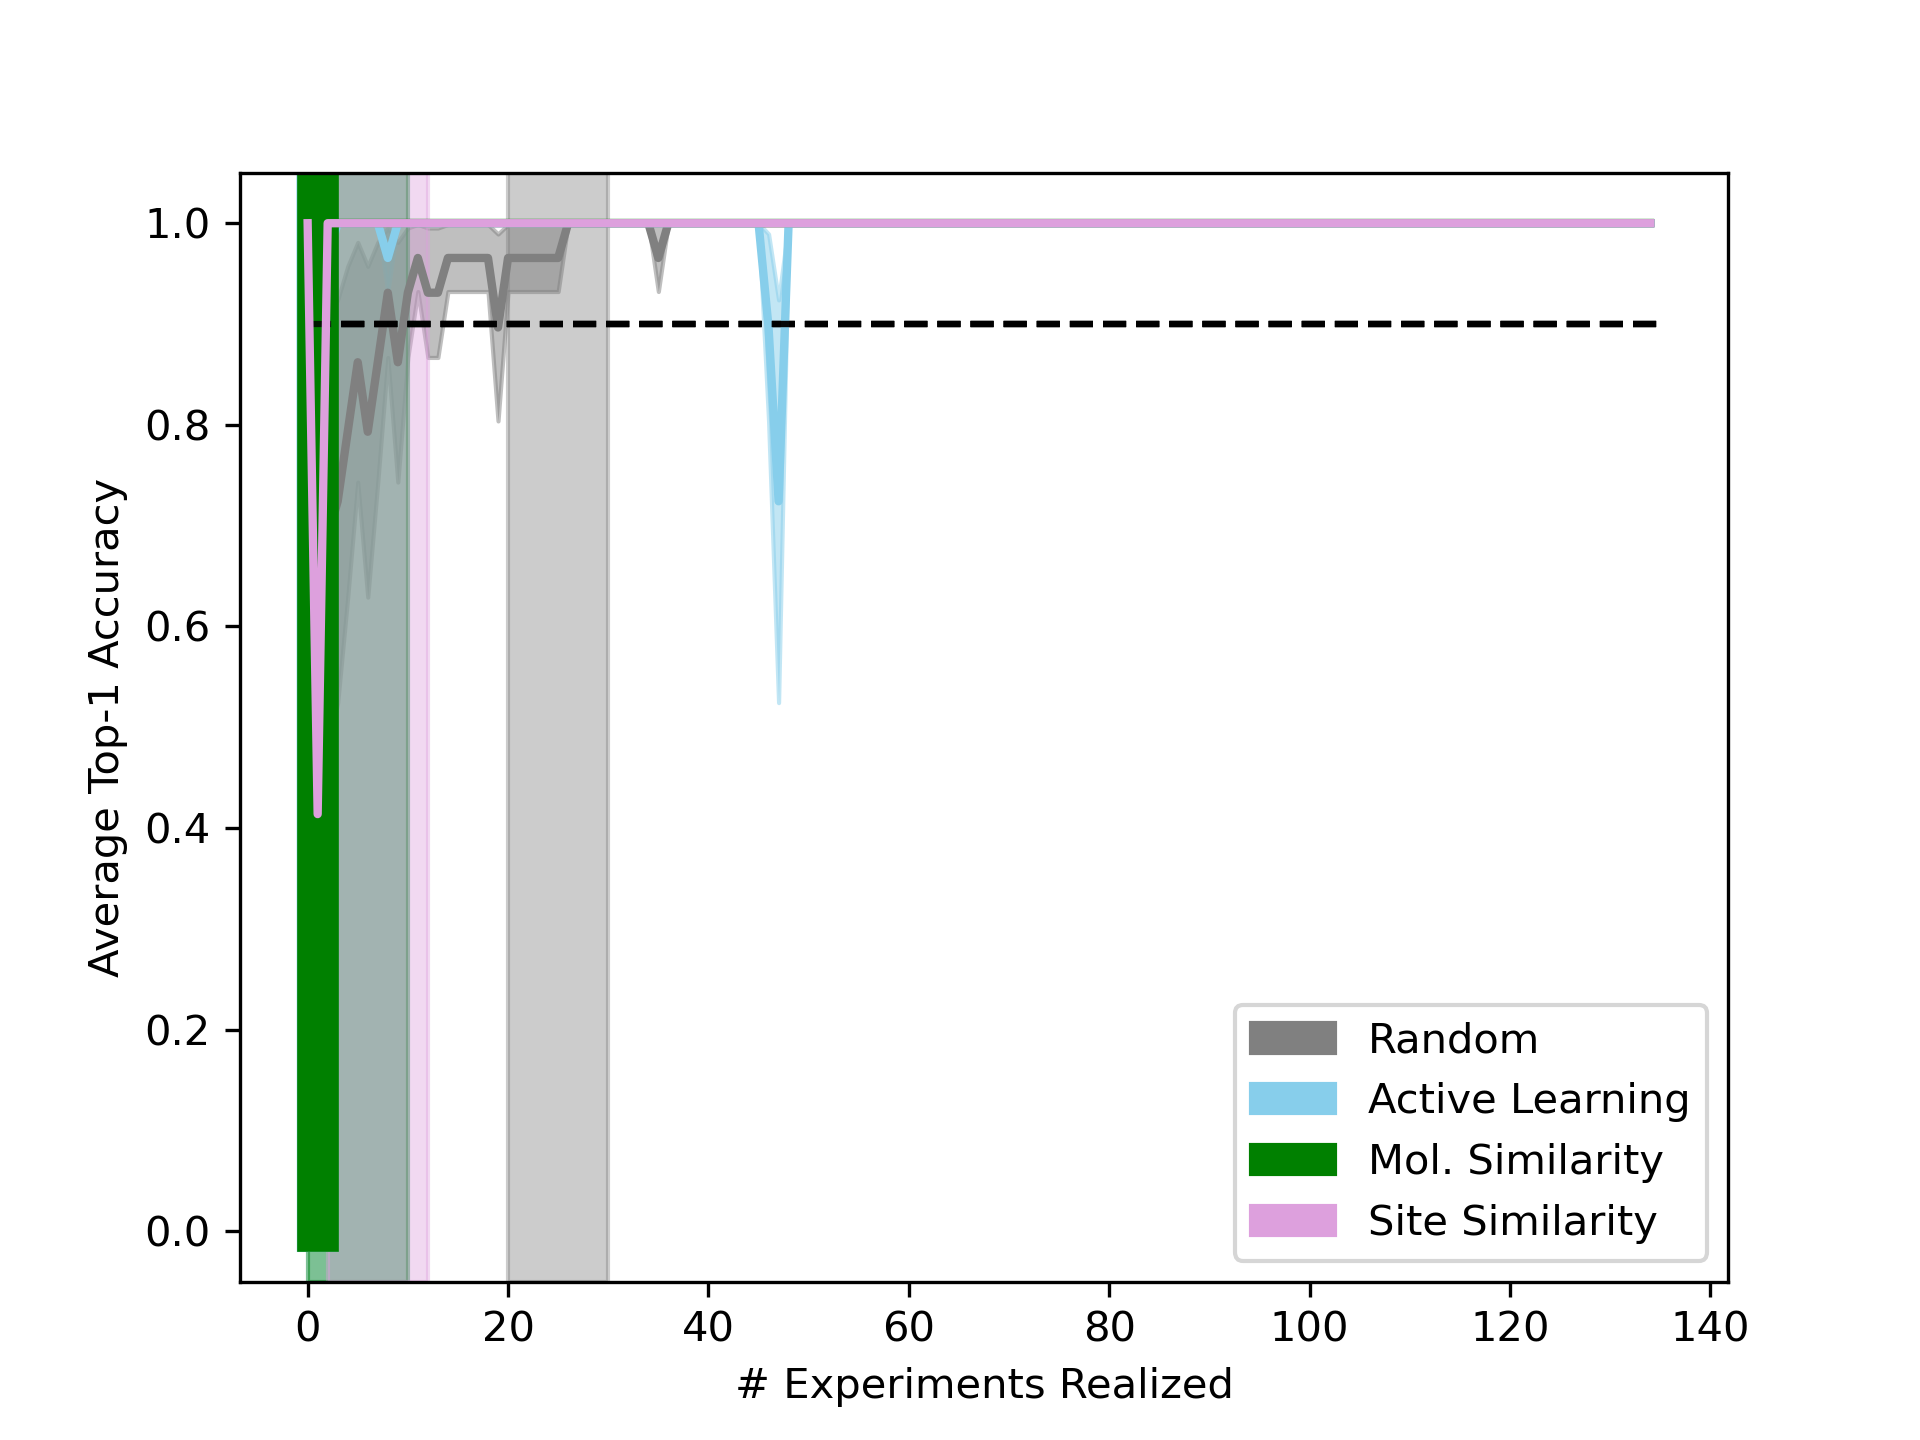 1.0
0.8
0.6
0.4
0.2
0.0
Average Top-1 Accuracy
Random
Active Learning
Mol. Similarity
Site Similarity
0 20 40 60 80 100 120 140
# Experiments Realized